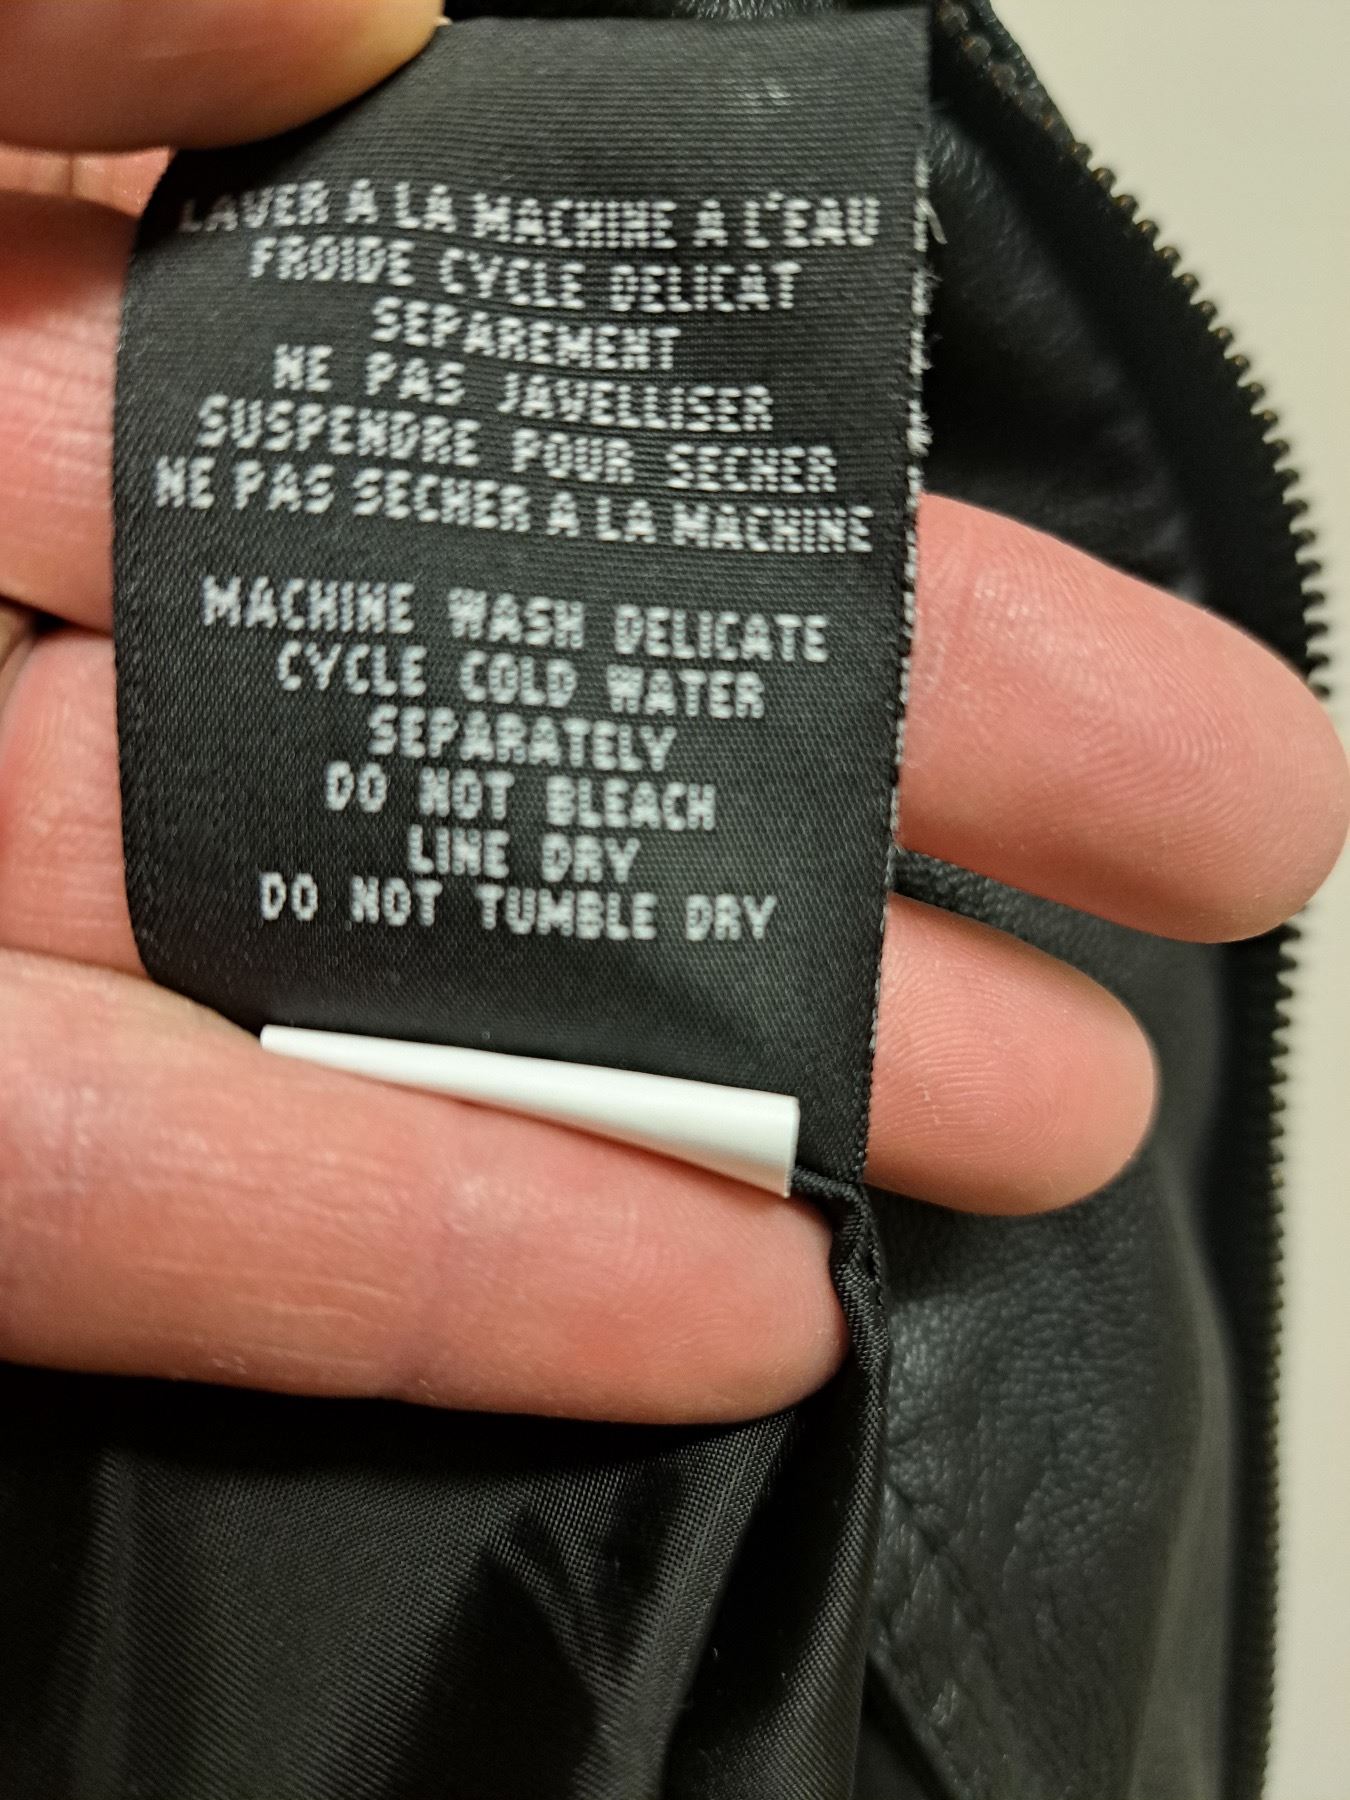 LAVER A LA MACHINE A L'EAU
FROIDE CYCLE DELICAT
SEPAREMENT
NE PAS JAVELLISER
SUSPENDRE POUR SECHER
NE PAS SECHER A LA MACHINE
MACHINE WASH DELICATE
CYCLE COLD WATER
SEPARATELY
DO NOT BLEACH
LINE DRY
DO NOT TUMBLE DRY